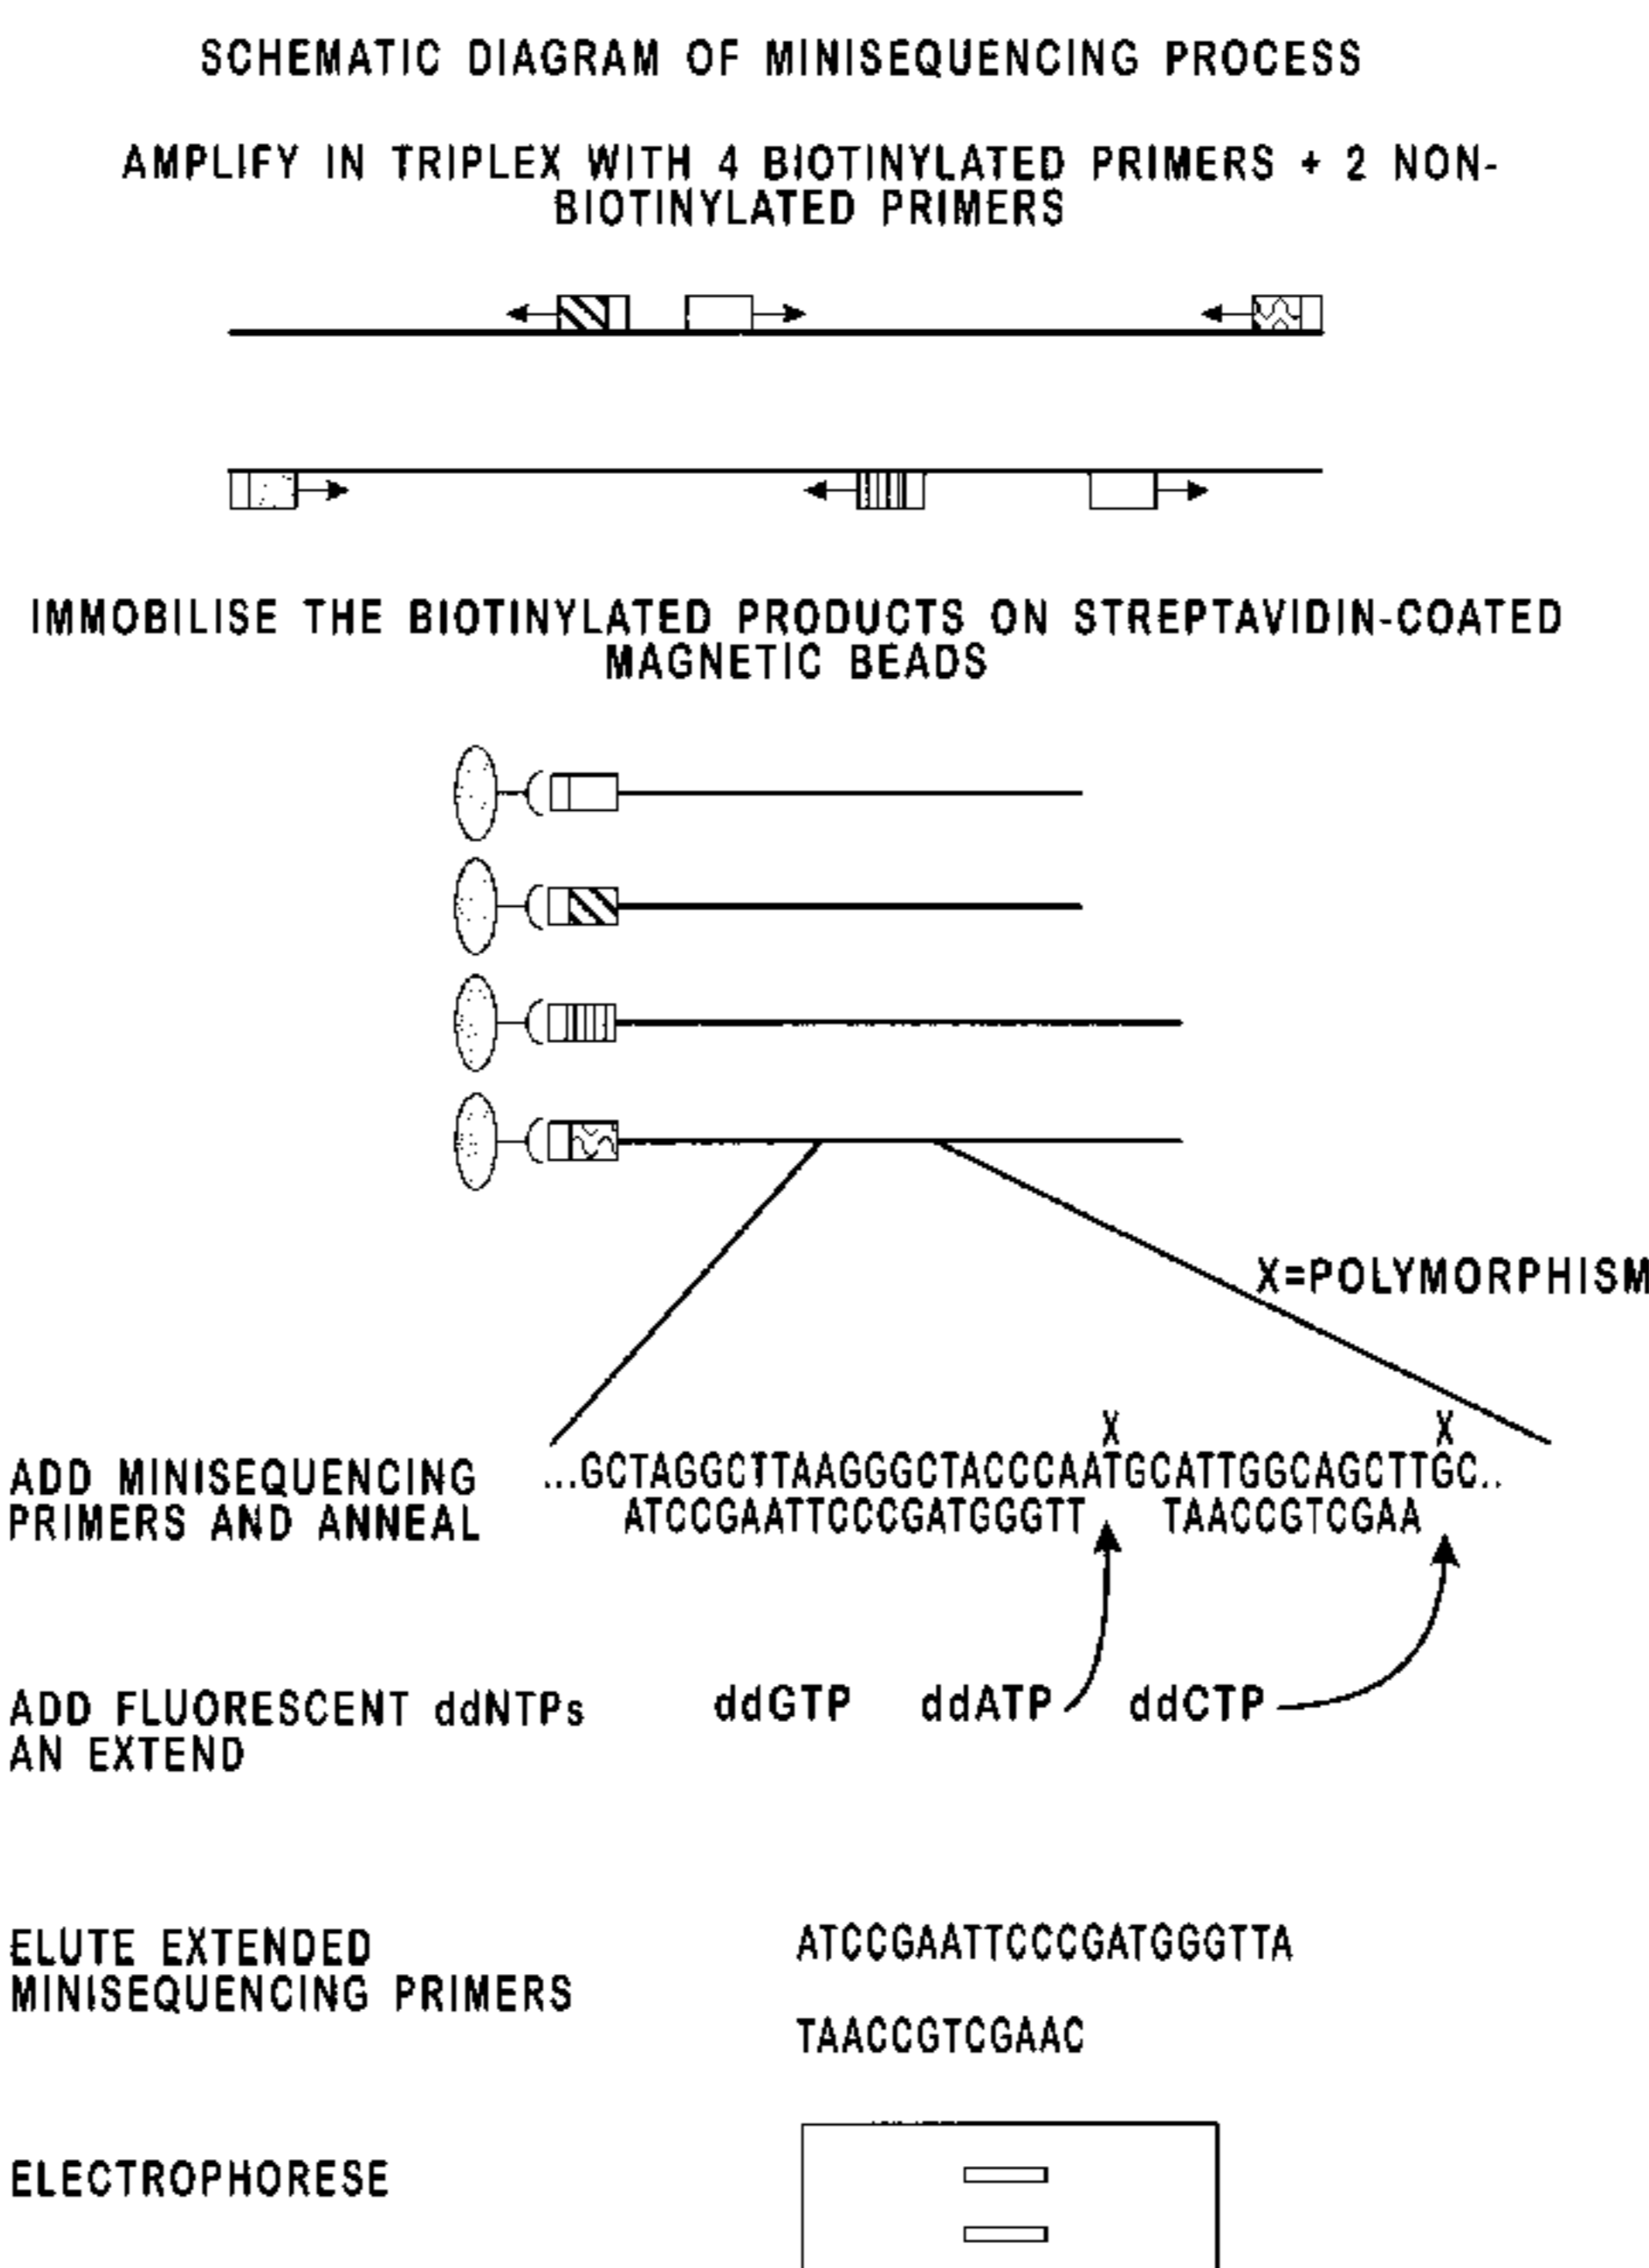 SCHEMATIC DIAGRAM OF MINISEQUENCING PROCESS
AMPLIFY IN TRIPLEX WITH 4 BIOTINYLATED PRIMERS + 2 NON-
BIOTINYLATED PRIMERS
IMMOBILISE THE BIOTINYLATED PRODUCTS ON STREPTAVIDIN-COATED
MAGNETIC BEADS
X=POLYMORPHISM
X X
ADD MINISEQUENCING
PRIMERS AND ANNEAL
...GCTAGGCTTAAGGGCTACCCAATGCATTGGCAGCTTGC..
ATCCGAATTCCCGATGGGTT TAACCGTCGAA
ADD FLUORESCENT ddNTPs
AN EXTEND
ddGTP ddATP ddCTP
ELUTE EXTENDED
MINISEQUENCING PRIMERS
ATCCGAATTCCCGATGGGTTA
TAACCGTCGAAC
ELECTROPHORESE